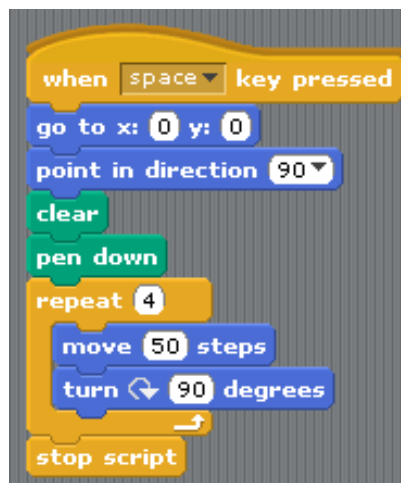 when space key pressed
go to x: 0 y: 0
point in direction 90
clear
pen down
repeat 4
move 50 steps
turn 90 degrees
stop script